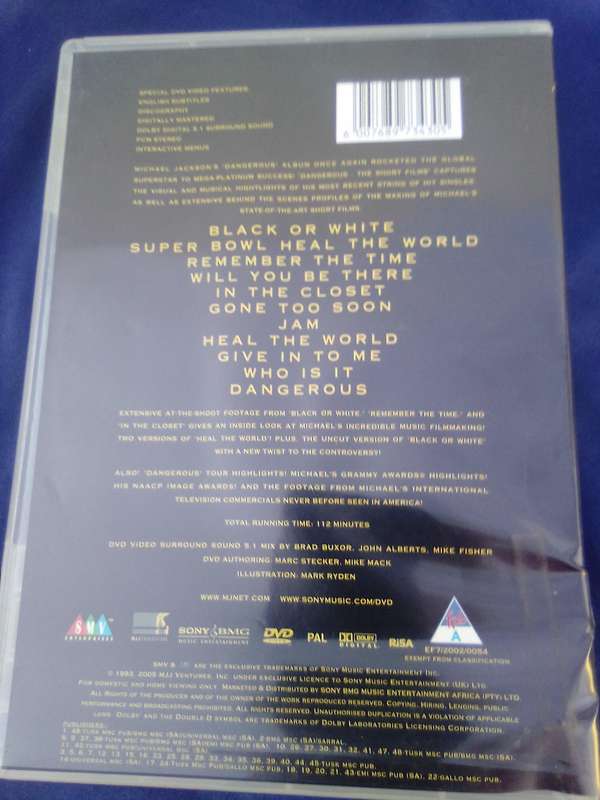 SPECIAL DVD VIDEO FEATURES:
ENGLISH SUBTITLES
DISCOGRAPHY
DIGITALLY MASTERED
DOLBY DIGITAL 5.1 SURROUND SOUND
PCM STEREO
INTERACTIVE MENUS
6 007689 754305
MICHAEL JACKSON'S 'DANGEROUS' ALBUM ONCE AGAIN ROCKETED THE GLOBAL
SUPERSTAR TO MEGA-PLATINUM SUCCESS! 'DANGEROUS THE SHORT FILMS' CAPTURES
THE VISUAL AND MUSICAL HIGHTLIGHTS OF HIS MOST RECENT STRING OF HIT SINGLES
AS WELL AS EXTENSIVE BEHIND THE SCENES PROFILES OF THE MAKING OF MICHAEL'S
STATE-OF-THE-ART SHORT FILMS.
BLACK OR WHITE
SUPER BOWL HEAL THE WORLD
REMEMBER THE TIME
WILL YOU BE THERE
IN THE CLOSET
GONE TOO SOON
JAM
HEAL THE WORLD
GIVE IN TO ME
WHO IS IT
DANGEROUS
EXTENSIVE AT-THE-SHOOT FOOTAGE FROM 'BLACK OR WHITE,' 'REMEMBER THE TIME,' AND
'IN THE CLOSET' GIVES AN INSIDE LOOK AT MICHAEL'S INCREDIBLE MUSIC FILMMAKING!
TWO VERSIONS OF 'HEAL THE WORLD'! PLUS, THE UNCUT VERSION OF 'BLACK OR WHITE'
WITH A NEW TWIST TO THE CONTROVERSY!
ALSO! 'DANGEROUS' TOUR HIGHLIGHTS! MICHAEL'S GRAMMY AWARDS® HIGHLIGHTS!
HIS NAACP IMAGE AWARDS! AND THE FOOTAGE FROM MICHAEL'S INTERNATIONAL
TELEVISION COMMERCIALS NEVER BEFORE SEEN IN AMERICA!
TOTAL RUNNING TIME: 112 MINUTES
DVD VIDEO SURROUND SOUND 5.1 MIX BY BRAD BUXOR, JOHN ALBERTS, MIKE FISHER
DVD AUTHORING: MARC STECKER, MIKE MACK
ILLUSTRATION: MARK RYDEN
WWW.MJNET.COM WWW.SONYMUSIC.COM/DVD
SMV ENTERPRISES
SONY BMG MUSIC ENTERTAINMENT
DVD VIDEO
PAL
DOLBY DIGITAL
RiSA
A
EF7/2002/0054
EXEMPT FROM CLASSIFICATION
SMV & ARE THE EXCLUSIVE TRADEMARKS OF SONY MUSIC ENTERTAINMENT INC.
© 1993, 2005 MJJ VENTURES, INC. UNDER EXCLUSIVE LICENCE TO SONY MUSIC ENTERTAINMENT (UK) LTD.
FOR DOMESTIC AND HOME VIEWING ONLY. MARKETED & DISTRIBUTED BY SONY BMG MUSIC ENTERTAINMENT AFRICA (PTY) LTD.
ALL RIGHTS OF THE PRODUCER AND OF THE OWNER OF THE WORK REPRODUCED RESERVED. COPYING, HIRING, LENDING, PUBLIC
PERFORMANCE AND BROADCASTING PROHIBITED. ALL RIGHTS RESERVED. UNAUTHORISED DUPLICATION IS A VIOLATION OF APPLICABLE
LAWS. DOLBY AND THE DOUBLE-D SYMBOL ARE TRADEMARKS OF DOLBY LABORATORIES LICENSING CORPORATION.
PUBLISHERS: